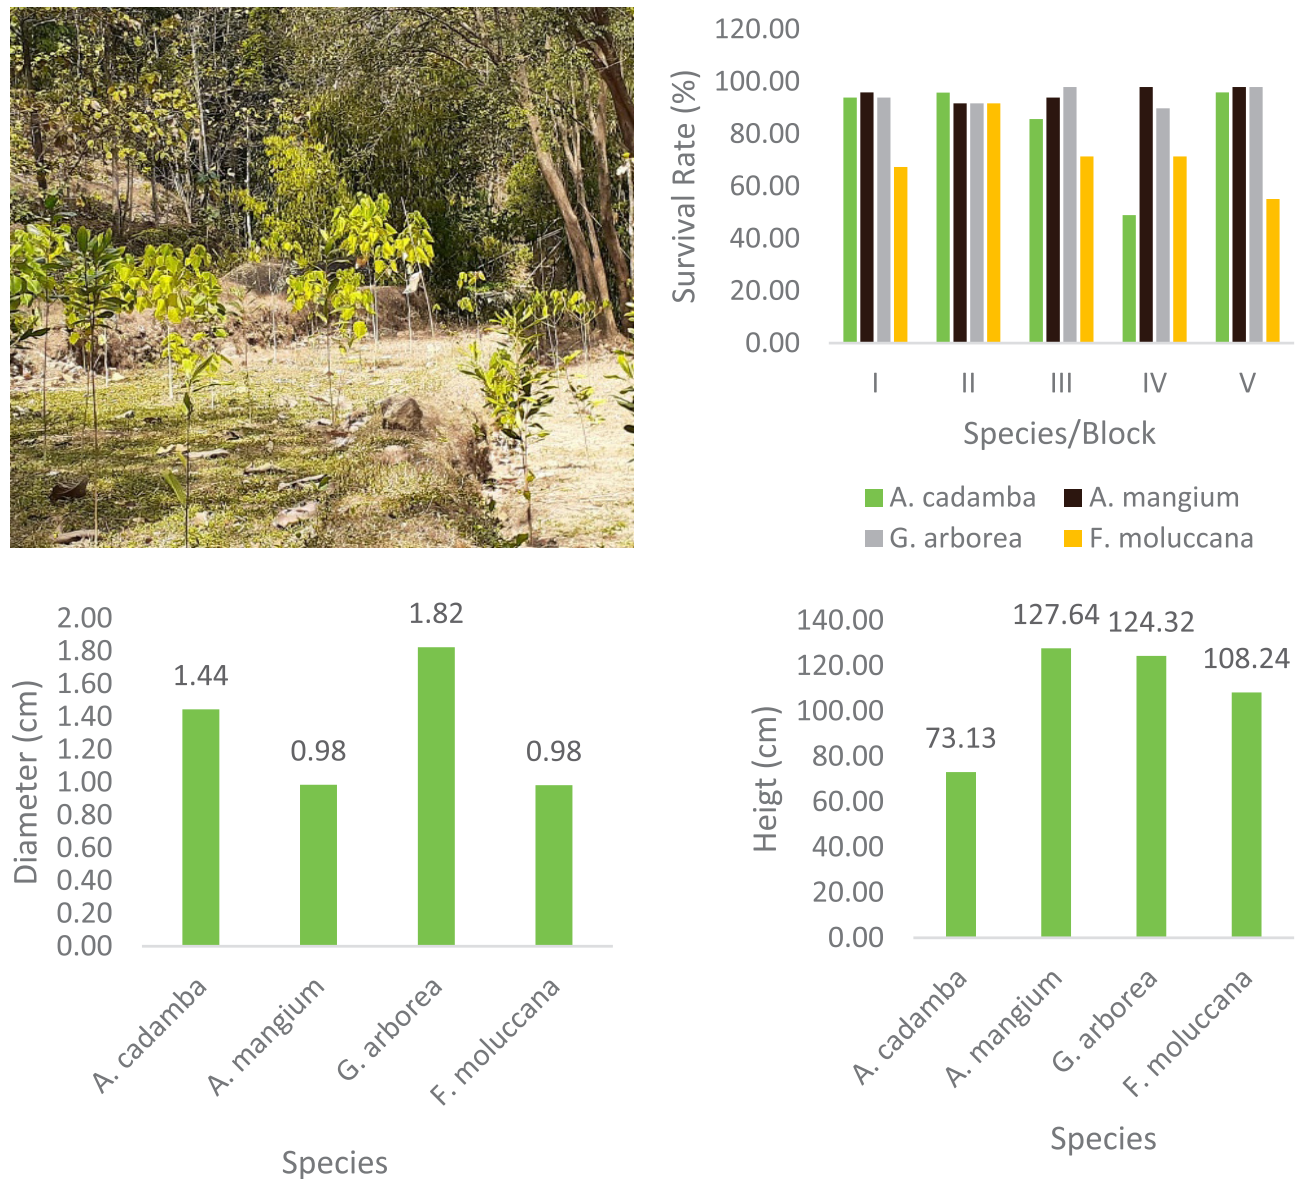 120.00
100.00
80.00
60.00
40.00
20.00
0.00
Survival Rate (%)
I II III IV V
Species/Block
A. cadamba A. mangium
G. arborea F. moluccana
2.00
1.80
1.60
1.40
1.20
1.00
0.80
0.60
0.40
0.20
0.00
Diameter (cm)
1.44
0.98
1.82
0.98
A. cadamba
A. mangium
G. arborea
F. moluccana
Species
140.00
120.00
100.00
80.00
60.00
40.00
20.00
0.00
Heigt (cm)
73.13
127.64
124.32
108.24
A. cadamba
A. mangium
G. arborea
F. moluccana
Species